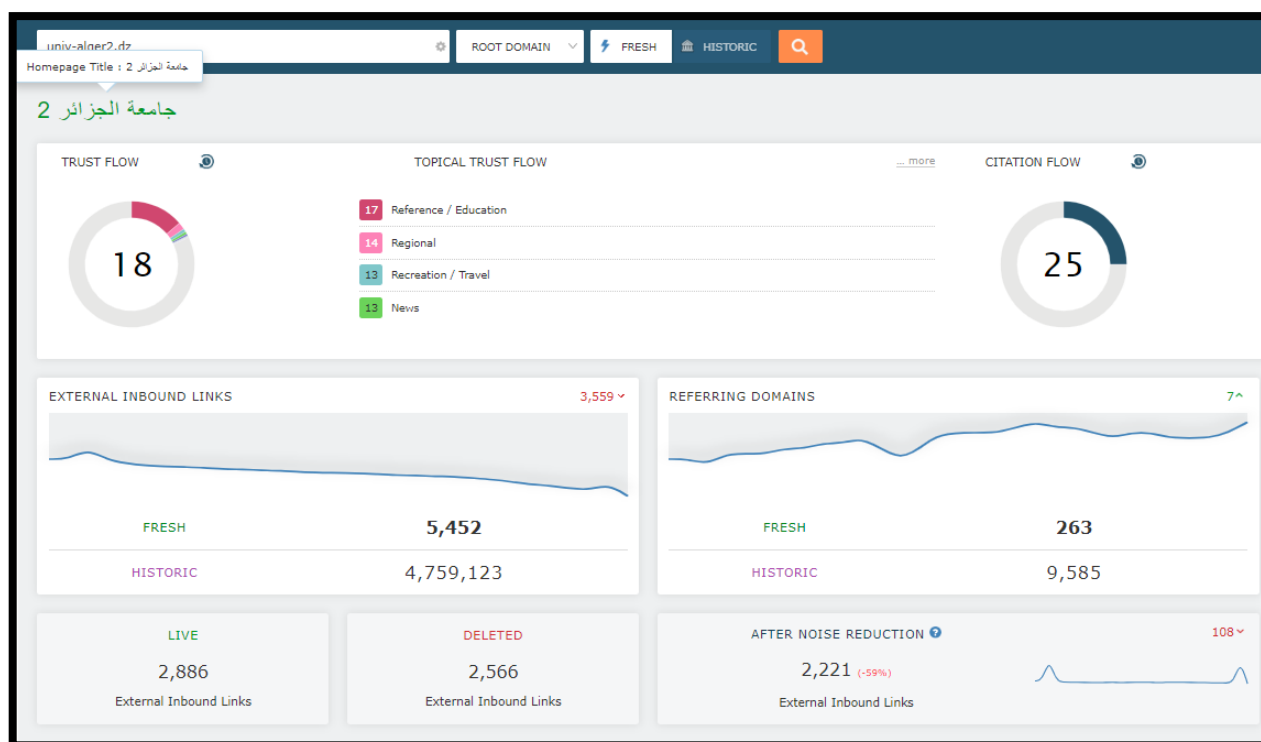 univ-alger2.dz
ROOT DOMAIN
FRESH
HISTORIC
Homepage Title : جامعة الجزائر 2
جامعة الجزائر 2
TRUST FLOW
18
TOPICAL TRUST FLOW
... more
17 Reference / Education
14 Regional
13 Recreation / Travel
13 News
CITATION FLOW
25
EXTERNAL INBOUND LINKS 3,559
FRESH 5,452
HISTORIC 4,759,123
REFERRING DOMAINS 7
FRESH 263
HISTORIC 9,585
LIVE
2,886
External Inbound Links
DELETED
2,566
External Inbound Links
AFTER NOISE REDUCTION ? 108
2,221 (-59%)
External Inbound Links